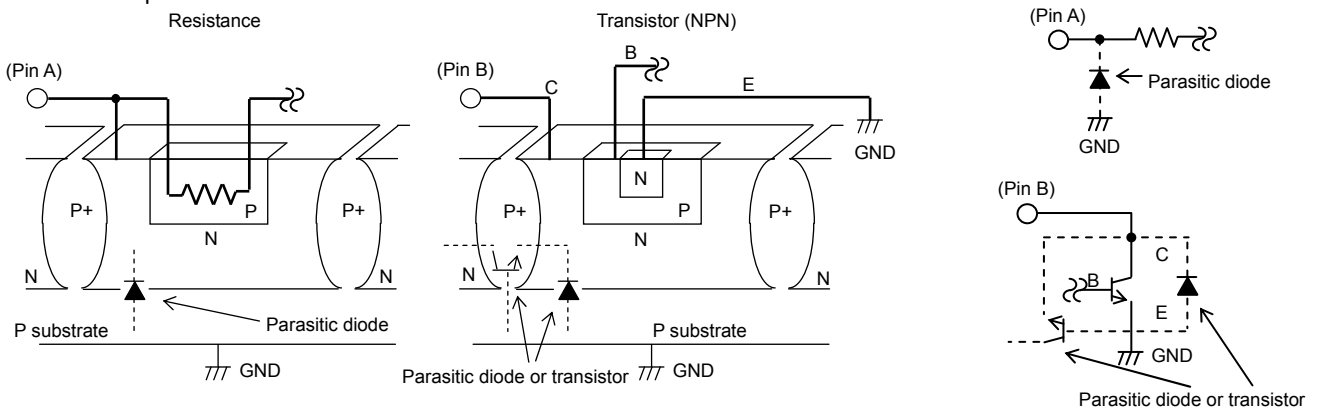 Resistance
(Pin A)
P+
P
P+
N
N
N
P substrate
Parasitic diode
GND
Transistor (NPN)
(Pin B)
C
B
E
GND
N
P+
P
P+
N
N
N
P substrate
GND
Parasitic diode or transistor
(Pin A)
Parasitic diode
GND
(Pin B)
C
B
E
GND
Parasitic diode or transistor